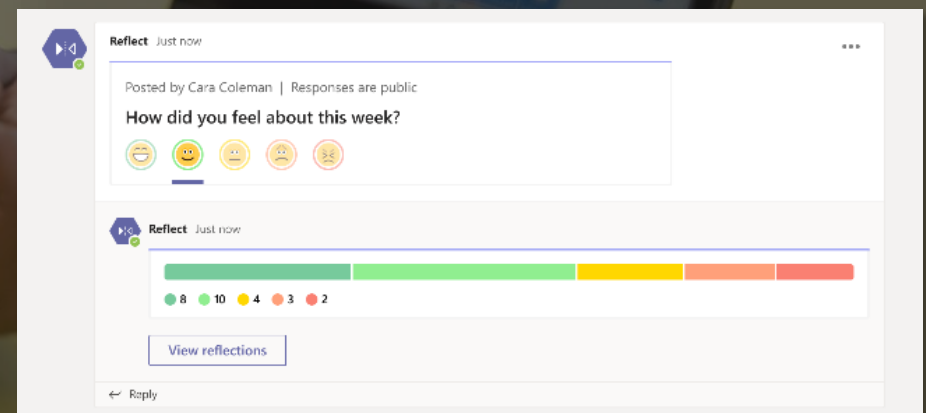 Reflect Just now
Posted by Cara Coleman | Responses are public
How did you feel about this week?
Reflect Just now
8 10 4 3 2
View reflections
Reply